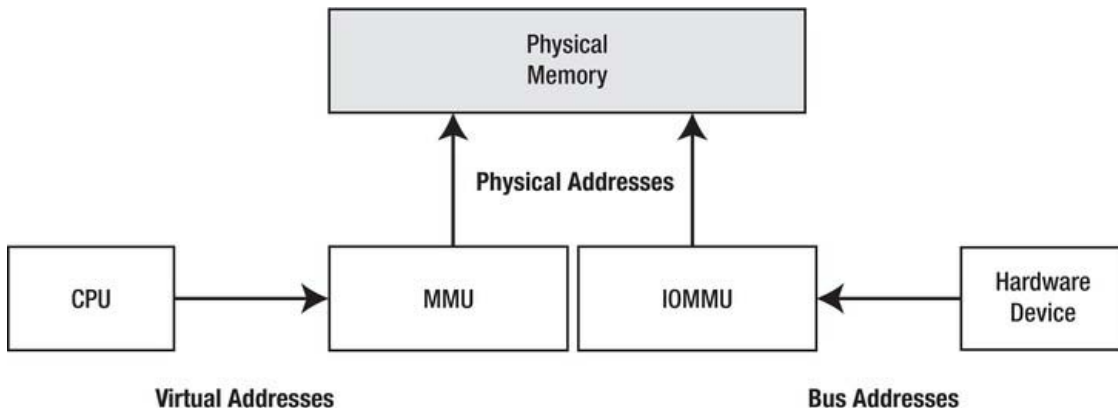 Physical
Memory
Physical Addresses
CPU
MMU
IOMMU
Hardware
Device
Virtual Addresses
Bus Addresses